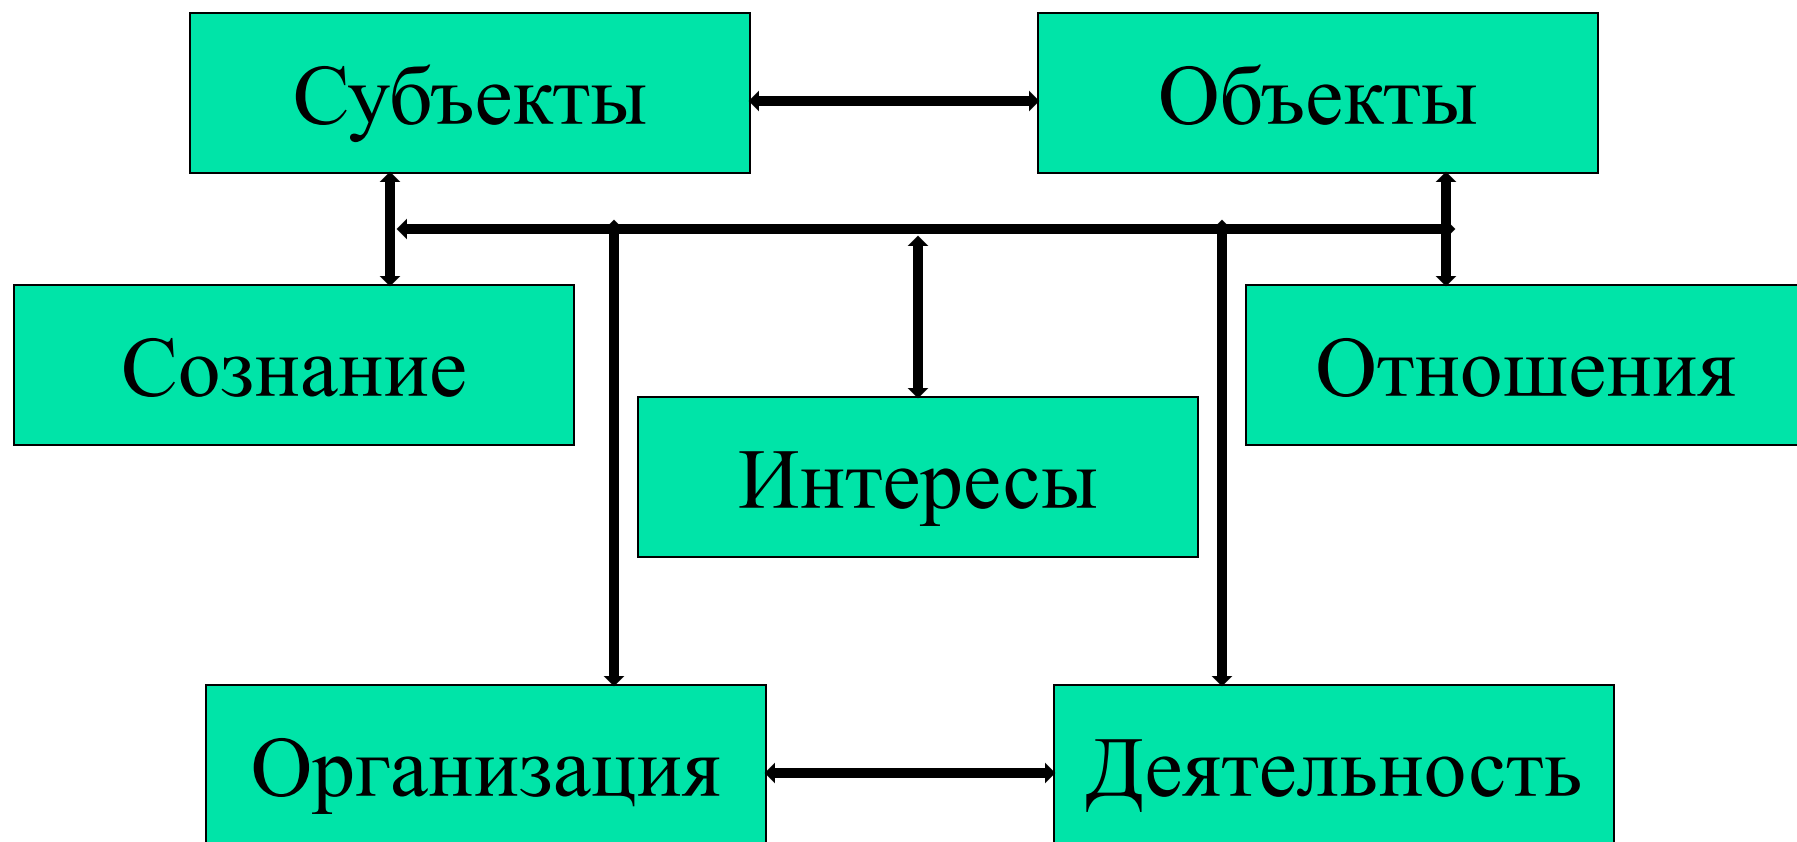 Субъекты
Объекты
Сознание
Отношения
Интересы
Организация
Деятельность